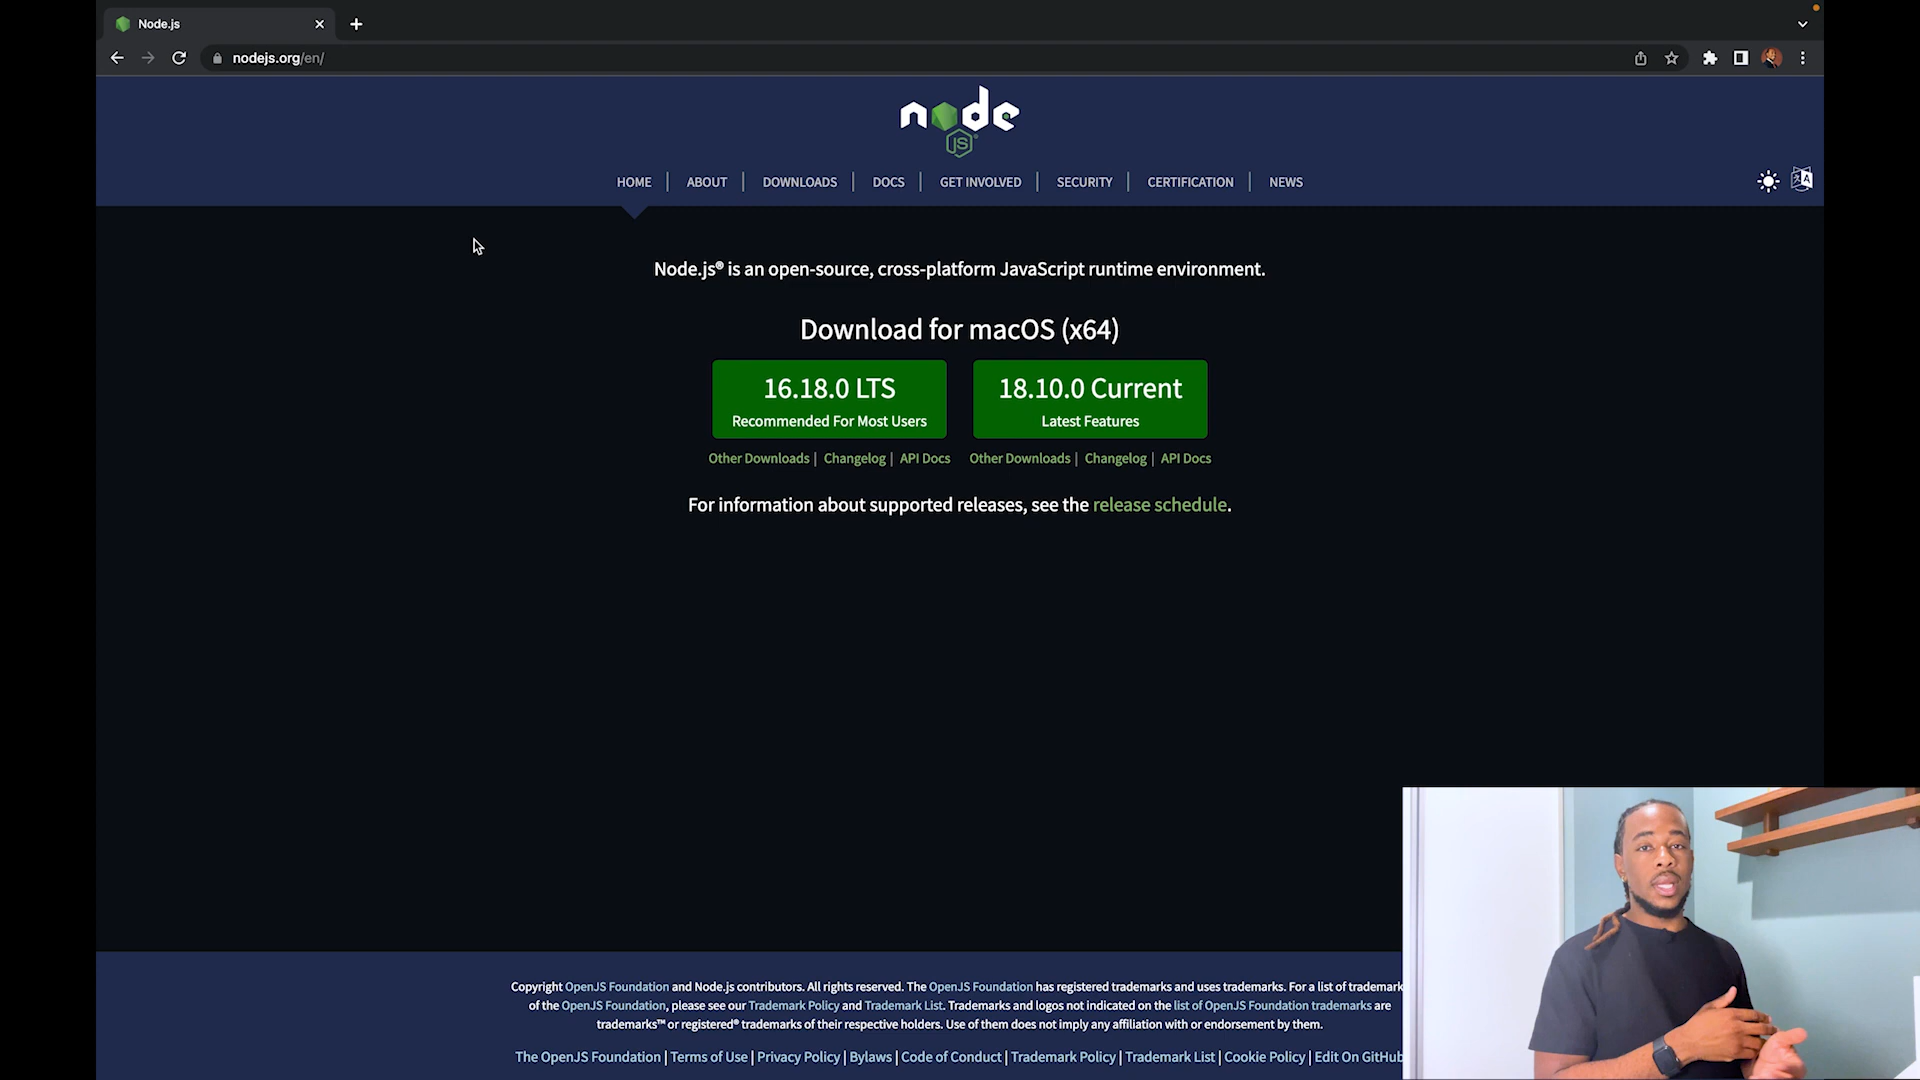 Node.js
nodejs.org/en/
node
JS
HOME | ABOUT | DOWNLOADS | DOCS | GET INVOLVED | SECURITY | CERTIFICATION | NEWS
Node.js® is an open-source, cross-platform JavaScript runtime environment.
Download for macOS (x64)
16.18.0 LTS
Recommended For Most Users
Other Downloads | Changelog | API Docs
18.10.0 Current
Latest Features
Other Downloads | Changelog | API Docs
For information about supported releases, see the release schedule.
Copyright OpenJS Foundation and Node.js contributors. All rights reserved. The OpenJS Foundation has registered trademarks and uses trademarks. For a list of trademark
of the OpenJS Foundation, please see our Trademark Policy and Trademark List. Trademarks and logos not indicated on the list of OpenJS Foundation trademarks are
trademarks™ or registered® trademarks of their respective holders. Use of them does not imply any affiliation with or endorsement by them.
The OpenJS Foundation | Terms of Use | Privacy Policy | Bylaws | Code of Conduct | Trademark Policy | Trademark List | Cookie Policy | Edit On GitHub